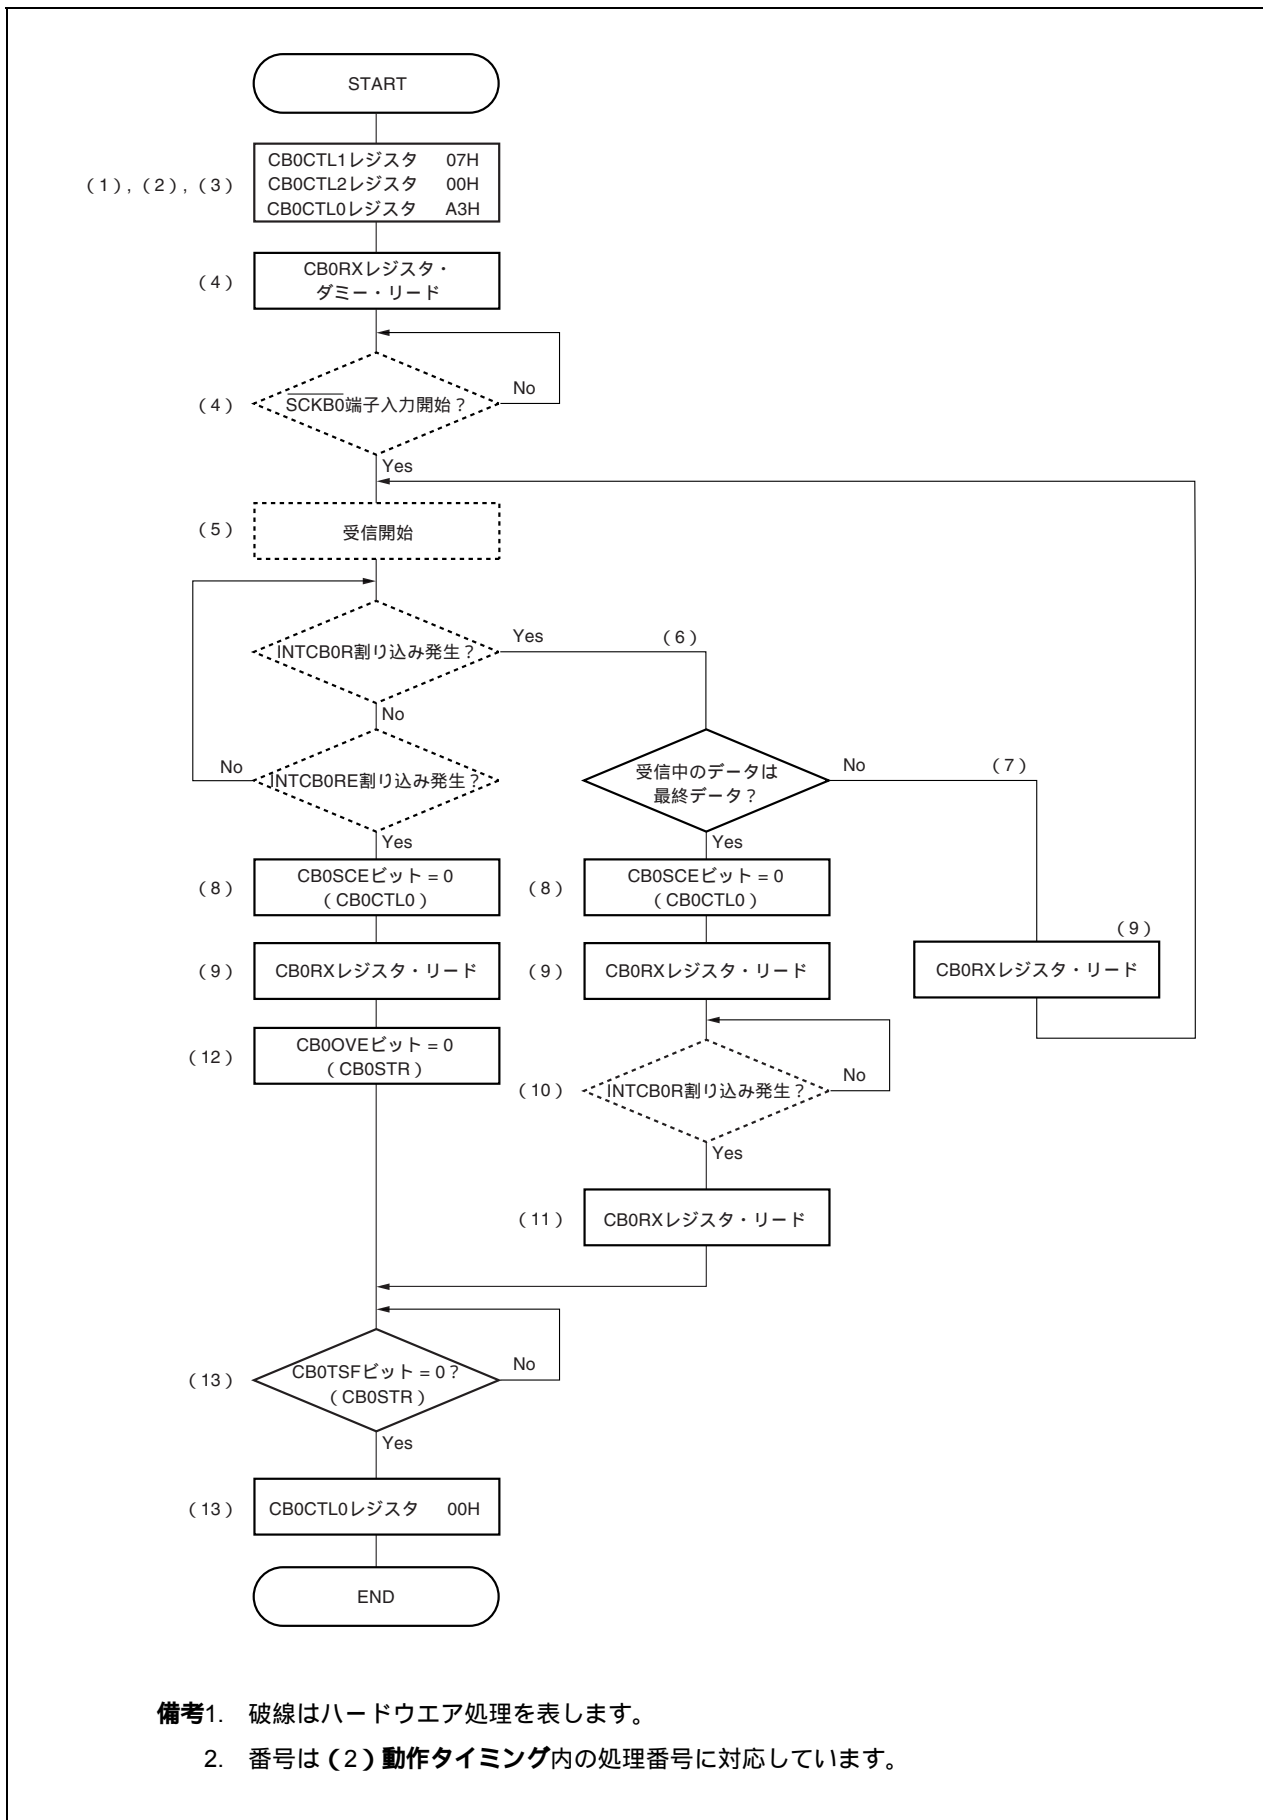 START
(1),(2),(3)
CB0CTL1レジスタ 07H
CB0CTL2レジスタ 00H
CB0CTL0レジスタ A3H
(4)
CB0RXレジスタ・
ダミー・リード
(4)
SCKB0端子入力開始?
No
Yes
(5)
受信開始
INTCB0R割り込み発生?
Yes
(6)
No
INTCB0RE割り込み発生?
No
Yes
受信中のデータは
最終データ?
No
(7)
Yes
(8)
CB0SCEビット = 0
(CB0CTL0)
(8)
CB0SCEビット = 0
(CB0CTL0)
(9)
CB0RXレジスタ・リード
(9)
CB0RXレジスタ・リード
(9)
CB0RXレジスタ・リード
(12)
CB0OVEビット = 0
(CB0STR)
(10)
INTCB0R割り込み発生?
No
Yes
(11)
CB0RXレジスタ・リード
(13)
CB0TSFビット = 0?
(CB0STR)
No
Yes
(13)
CB0CTL0レジスタ 00H
END
備考1. 破線はハードウエア処理を表します。
2. 番号は(2)動作タイミング内の処理番号に対応しています。